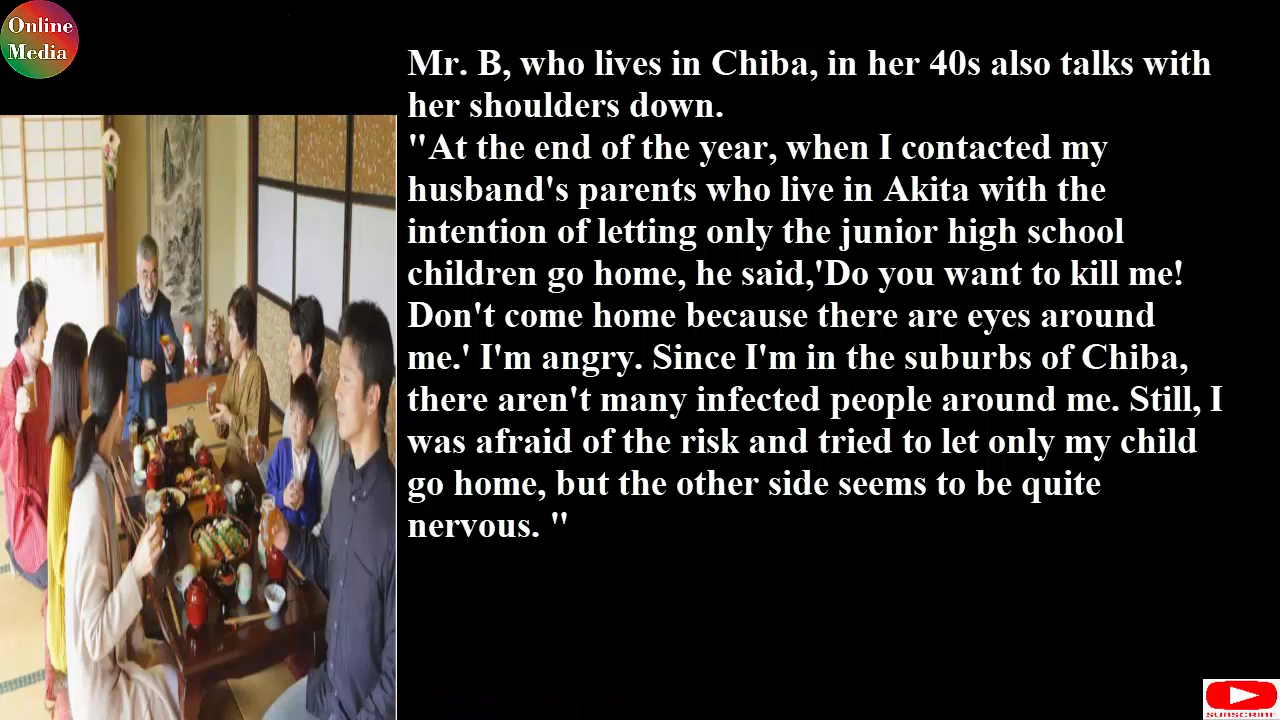 Online
Media
Mr. B, who lives in Chiba, in her 40s also talks with
her shoulders down.
"At the end of the year, when I contacted my
husband's parents who live in Akita with the
intention of letting only the junior high school
children go home, he said,'Do you want to kill me!
Don't come home because there are eyes around
me.' I'm angry. Since I'm in the suburbs of Chiba,
there aren't many infected people around me. Still, I
was afraid of the risk and tried to let only my child
go home, but the other side seems to be quite
nervous. "
SUBSCRIBE